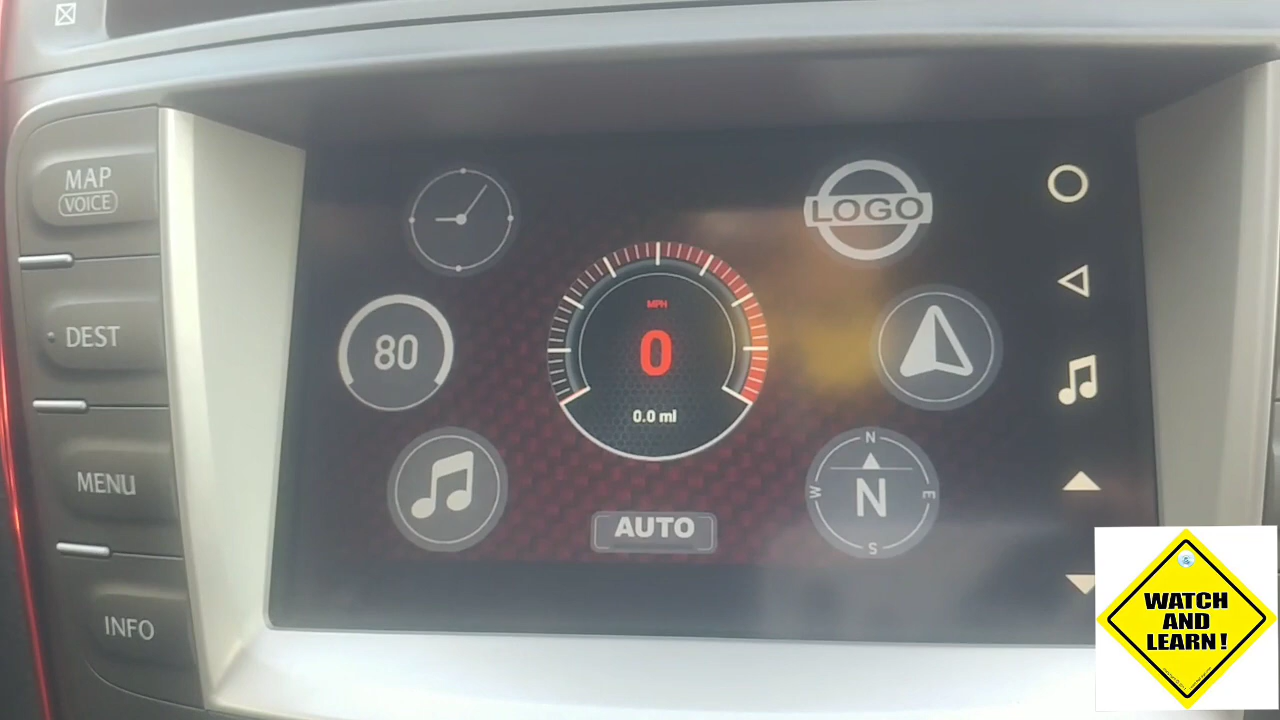 MAP
VOICE
DEST
MENU
INFO
LOGO
MPH
80
0
0.0 ml
N
W
N
E
S
AUTO
WATCH
AND
LEARN!